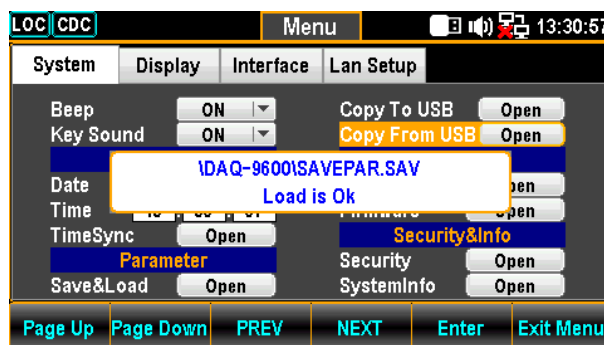 LOC CDC Menu 13:30:57
System Display Interface Lan Setup
Beep ON Copy To USB Open
Key Sound ON Copy From USB Open
\DAQ-9600\SAVEPAR.SAV
Load is Ok
Date
Time
TimeSync Open Security&Info
Parameter Security Open
Save&Load Open SystemInfo Open
Page Up Page Down PREV NEXT Enter Exit Menu